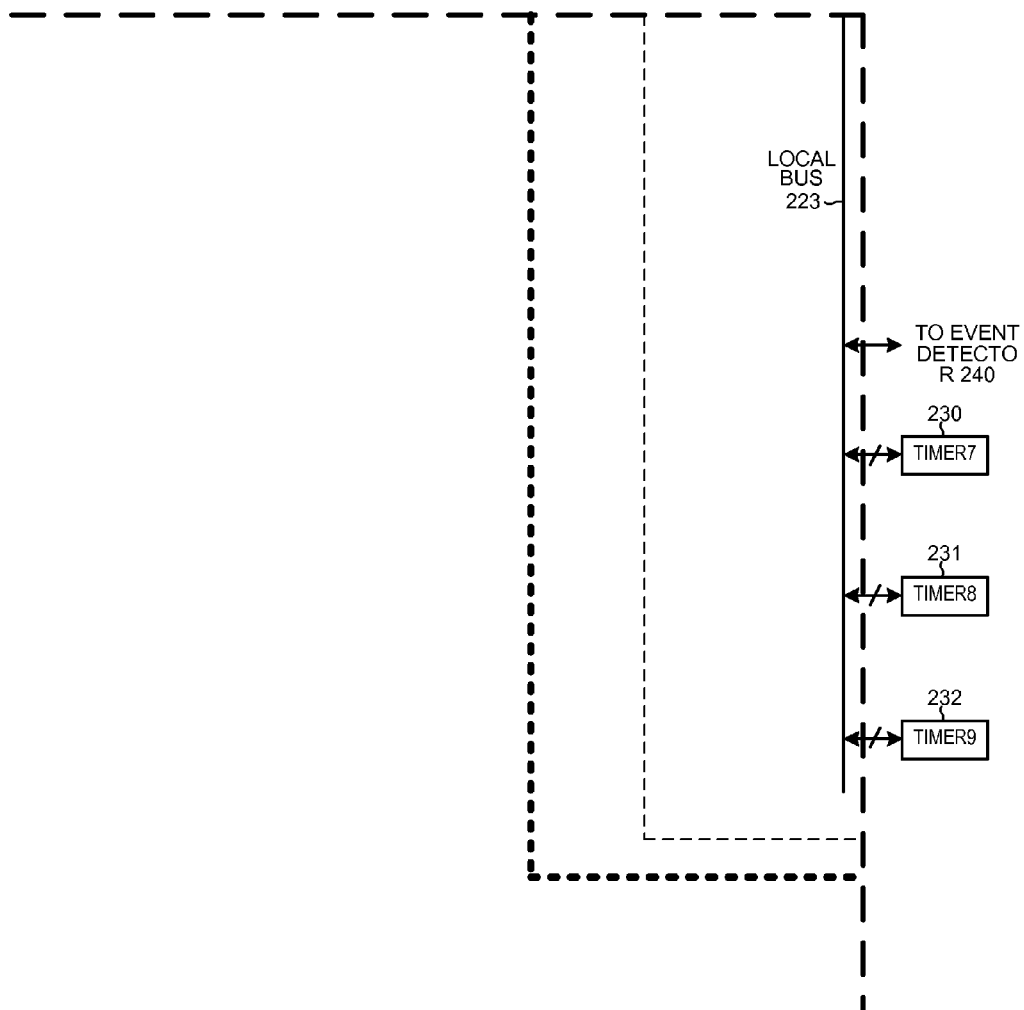 LOCAL
BUS
223
TO EVENT
DETECTO
R 240
230
TIMER7
231
TIMER8
232
TIMER9